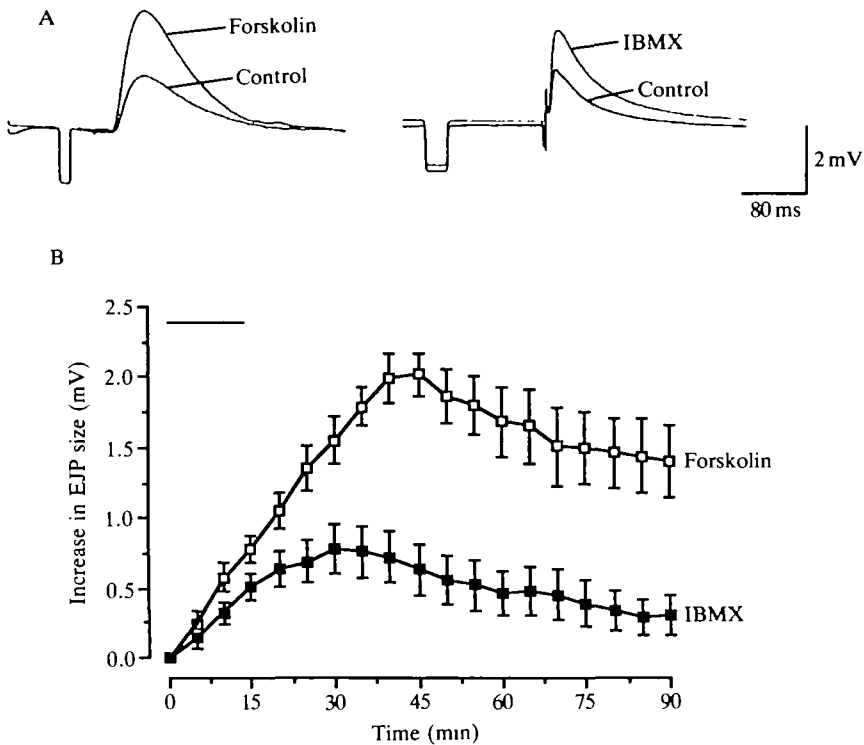 A
Forskolin
Control
IBMX
Control
2 mV
80 ms
B
Increase in EJP size (mV)
2.5
2.0
1.5
1.0
0.5
0.0
Forskolin
IBMX
0 15 30 45 60 75 90
Time (min)